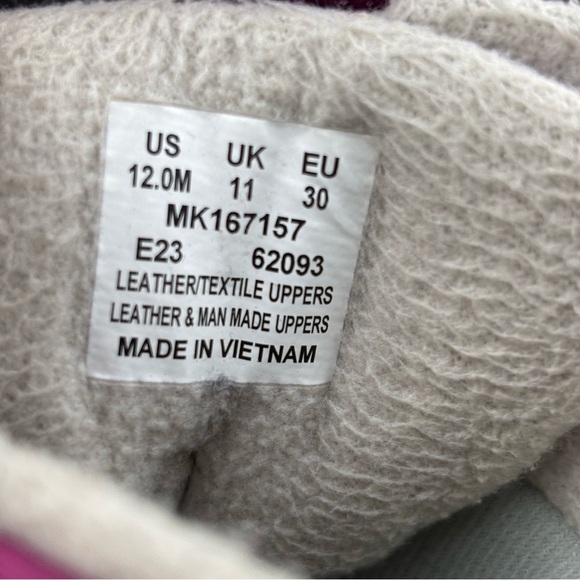 US UK EU
12.0M 11 30
MK167157
E23 62093
LEATHER/TEXTILE UPPERS
LEATHER & MAN MADE UPPERS
MADE IN VIETNAM